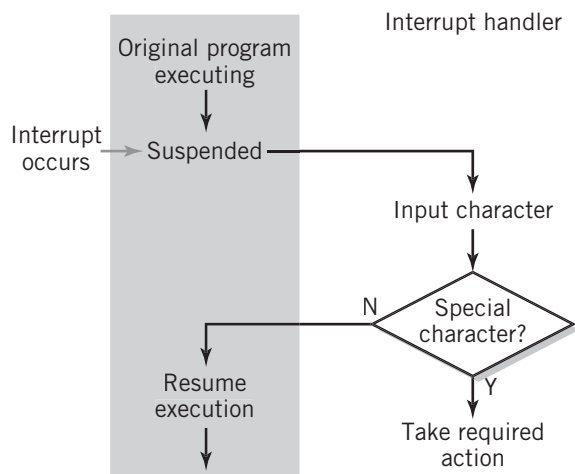 Interrupt handler
Original program
executing
Interrupt
occurs
Suspended
Input character
N
Special
character?
Y
Resume
execution
Take required
action